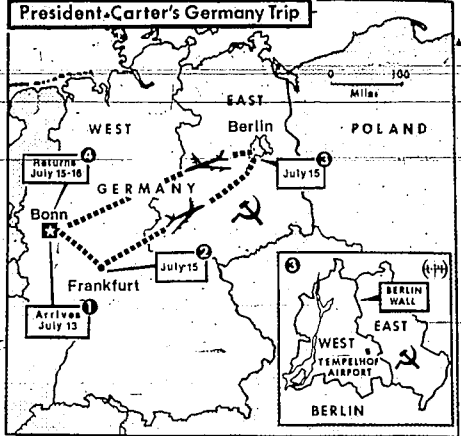 President Carter's Germany Trip
0 100
Miles
EAST
Berlin
WEST
POLAND
4
Returns
July 15-16
3
July 15
GERMANY
Bonn
2
July 15
Frankfurt
1
Arrives
July 13
3
BERLIN
WALL
EAST
WEST
TEMPELHOF
AIRPORT
BERLIN